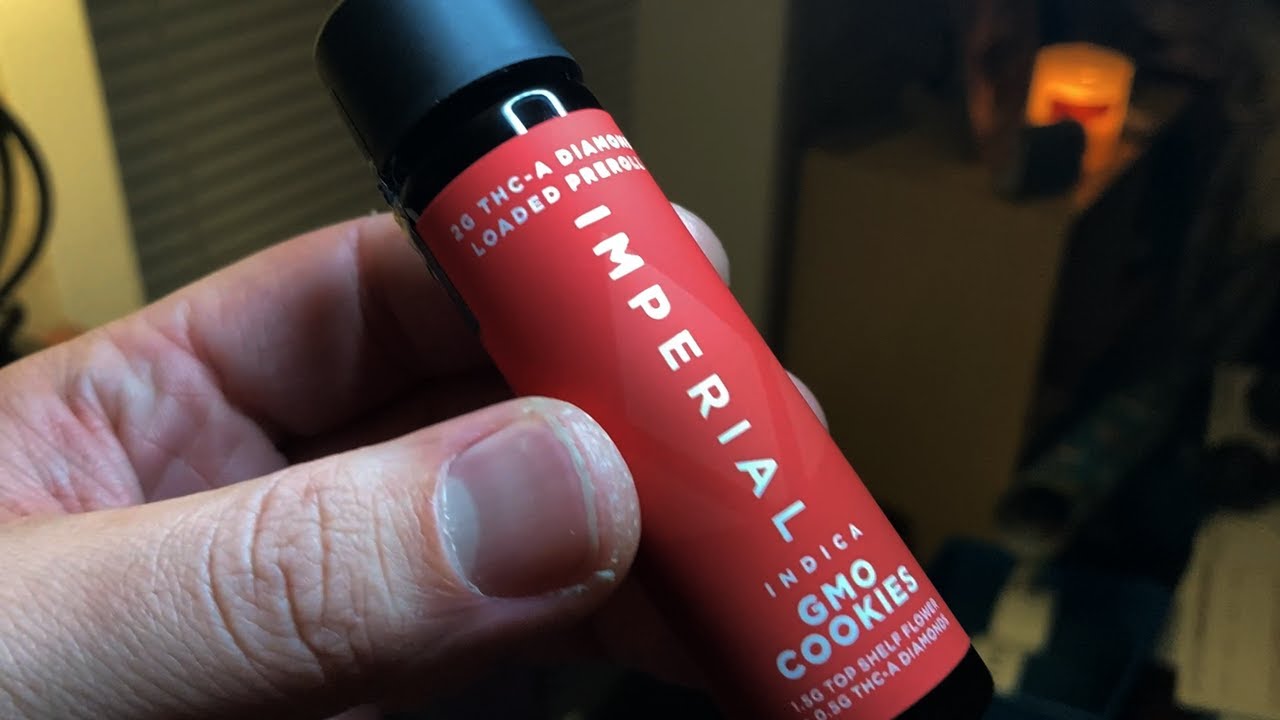 2G THC-A DIAMOND
LOADED PREROLL
IMPERIAL
INDICA
GMO
COOKIES
1.5G TOP SHELF FLOWER
0.5G THC-A DIAMONDS